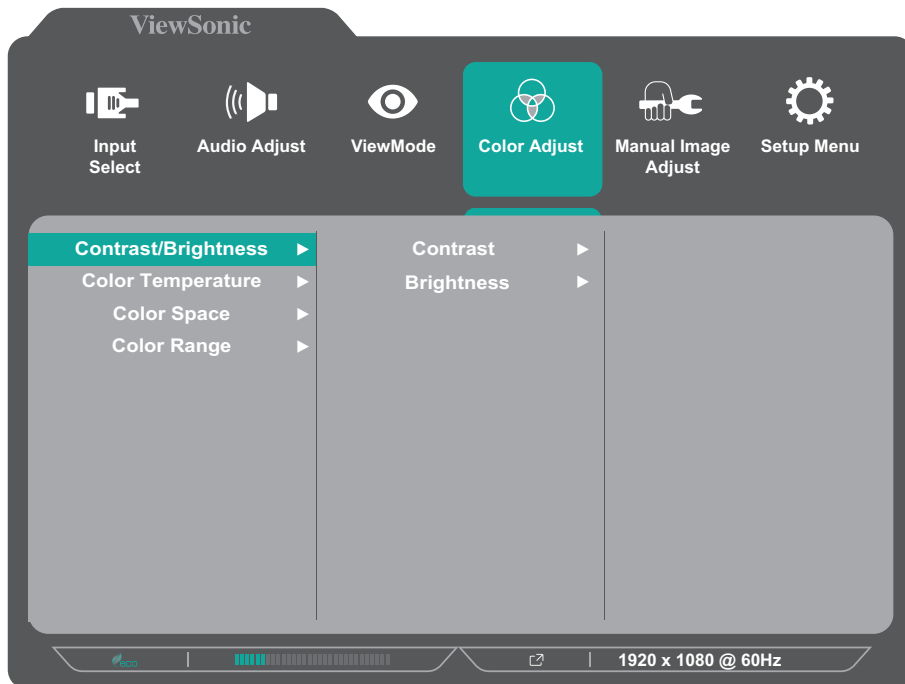 ViewSonic
Input
Select
Audio Adjust
ViewMode
Color Adjust
Manual Image
Adjust
Setup Menu
Contrast/Brightness
Color Temperature
Color Space
Color Range
Contrast
Brightness
eco
1920 x 1080 @ 60Hz